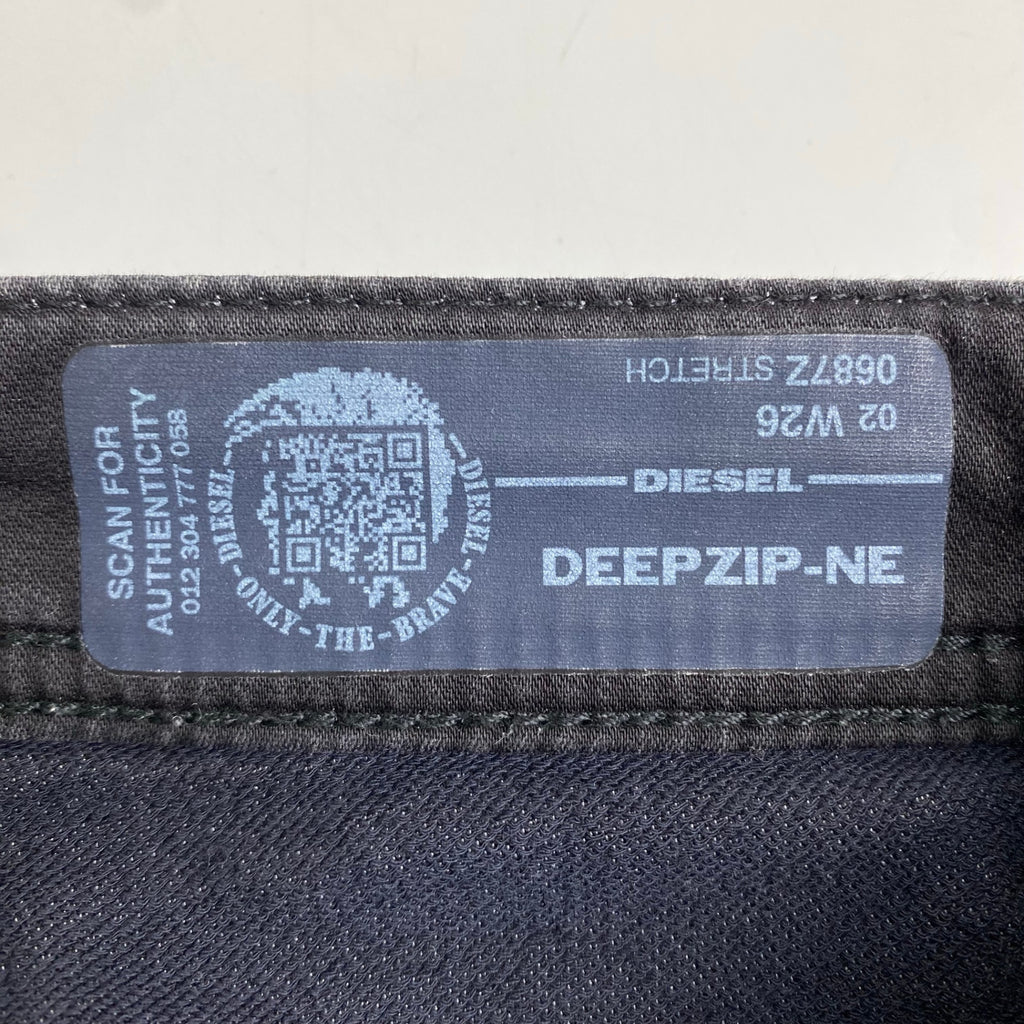 SCAN FOR
AUTHENTICITY
012 304 777 058
DIESEL-ONLY-THE-BRAVE-DIESEL
0687Z STRETCH
02 W26
DIESEL
DEEPZIP-NE